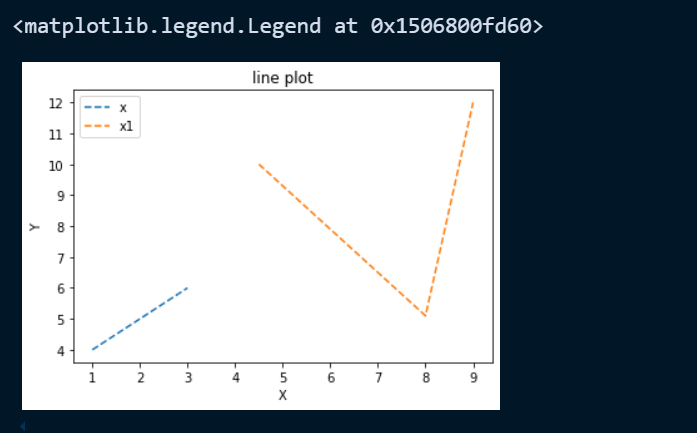 <matplotlib.legend.Legend at 0x1506800fd60>
line plot
x
x1
12
11
10
9
8
7
6
5
4
Y
1 2 3 4 5 6 7 8 9
X